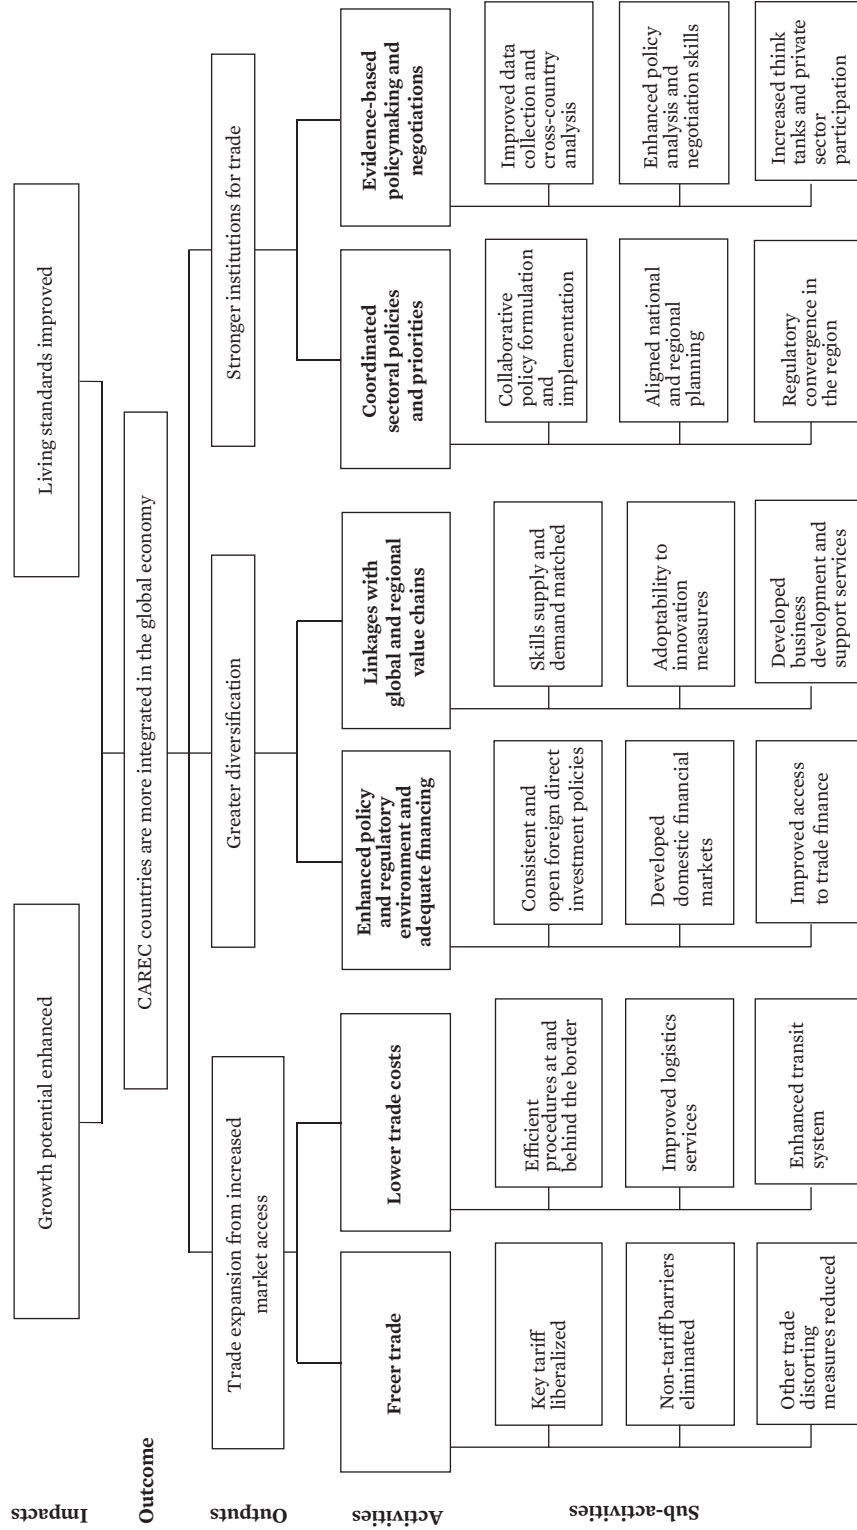 Impacts
Growth potential enhanced
Living standards improved
Outcome
CAREC countries are more integrated in the global economy
Outputs
Trade expansion from increased
market access
Greater diversification
Stronger institutions for trade
Activities
Freer trade
Lower trade costs
Enhanced policy
and regulatory
environment and
adequate financing
Linkages with
global and regional
value chains
Coordinated
sectoral policies
and priorities
Evidence-based
policymaking and
negotiations
Sub-activities
Key tariff
liberalized
Efficient
procedures at and
behind the border
Consistent and
open foreign direct
investment policies
Skills supply and
demand matched
Collaborative
policy formulation
and
implementation
Improved data
collection and
cross-country
analysis
Non-tariff barriers
eliminated
Improved logistics
services
Developed
domestic financial
markets
Adoptability to
innovation
measures
Aligned national
and regional
planning
Enhanced policy
analysis and
negotiation skills
Other trade
distorting
measures reduced
Enhanced transit
system
Improved access
to trade finance
Developed
business
development and
support services
Regulatory
convergence in
the region
Increased think
tanks and private
sector
participation